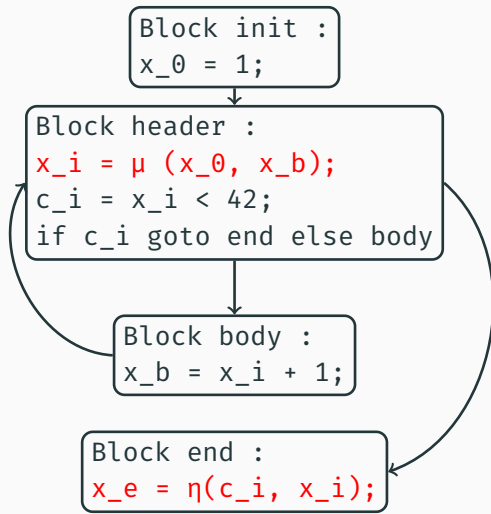 Block init :
x_0 = 1;
Block header :
x_i = μ (x_0, x_b);
c_i = x_i < 42;
if c_i goto end else body
Block body :
x_b = x_i + 1;
Block end :
x_e = η(c_i, x_i);